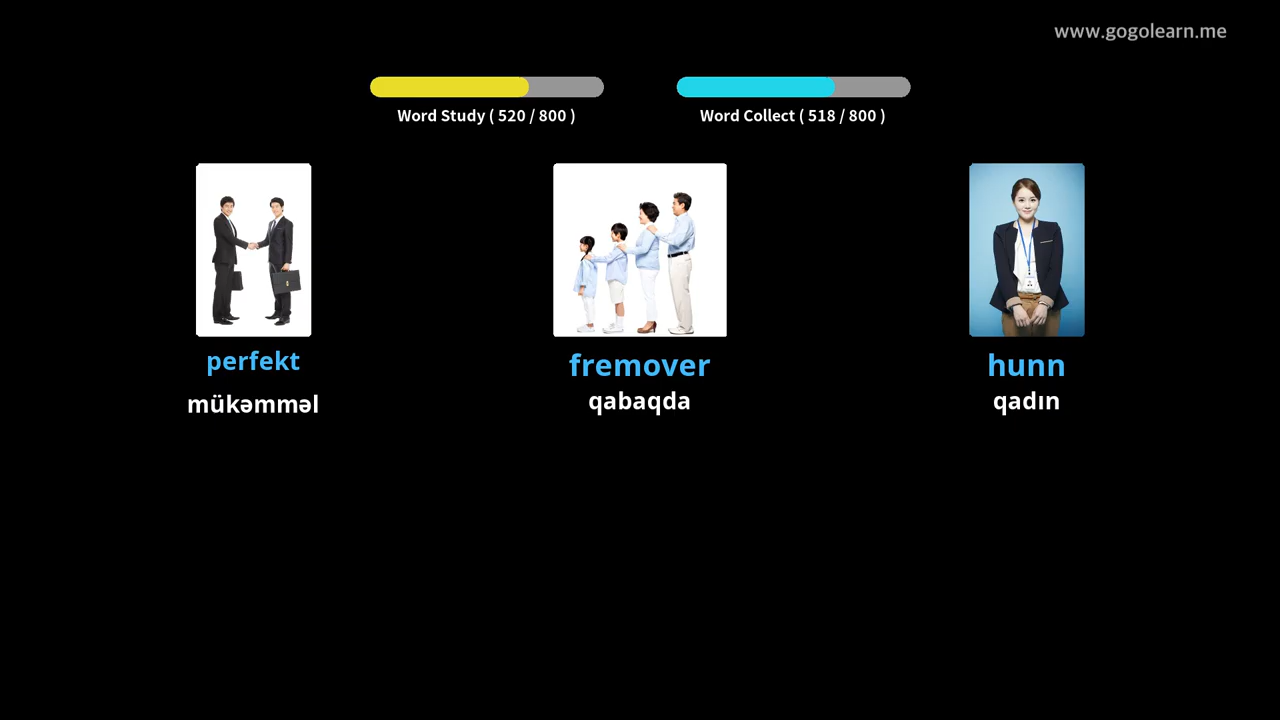 www.gogolearn.me
Word Study ( 520 / 800 )
Word Collect ( 518 / 800 )
perfekt
mükəmməl
fremover
qabaqda
hunn
qadın